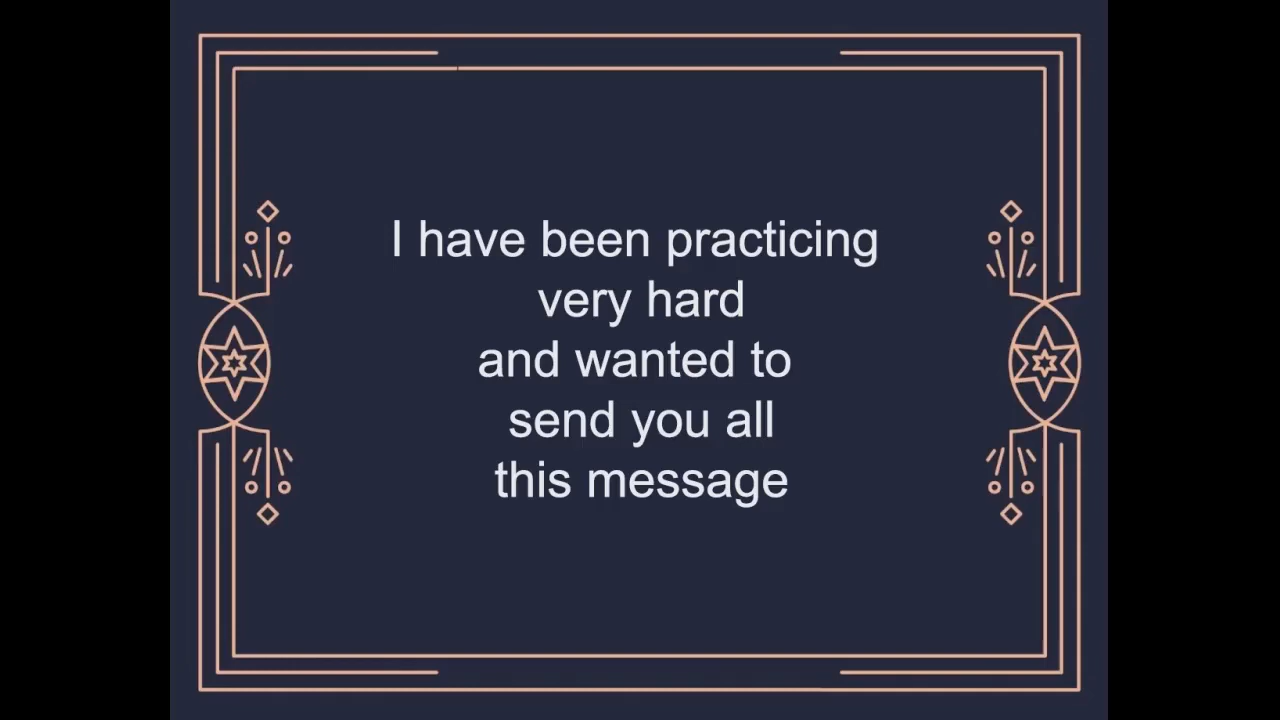 I have been practicing
very hard
and wanted to
send you all
this message